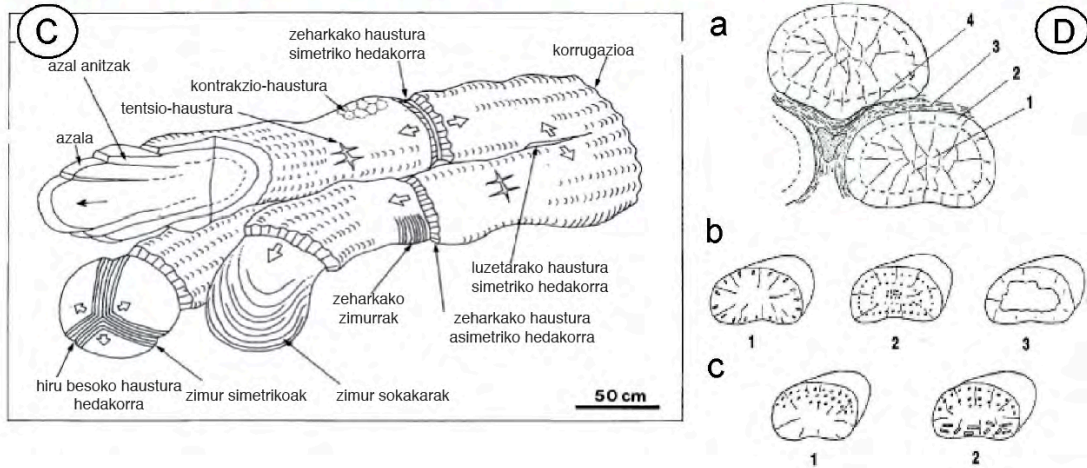 C
azal anitzak
azala
tentsio-haustura
kontrakzio-haustura
zeharkako haustura
simetriko hedakorra
korrugazioa
luzetarako haustura
simetriko hedakorra
zeharkako
zimurrak
zeharkako haustura
asimetriko hedakorra
hiru besoko haustura
hedakorra
zimur simetrikoak
zimur sokakarak
50 cm
D
a
4
3
2
1
b
1
2
3
c
1
2